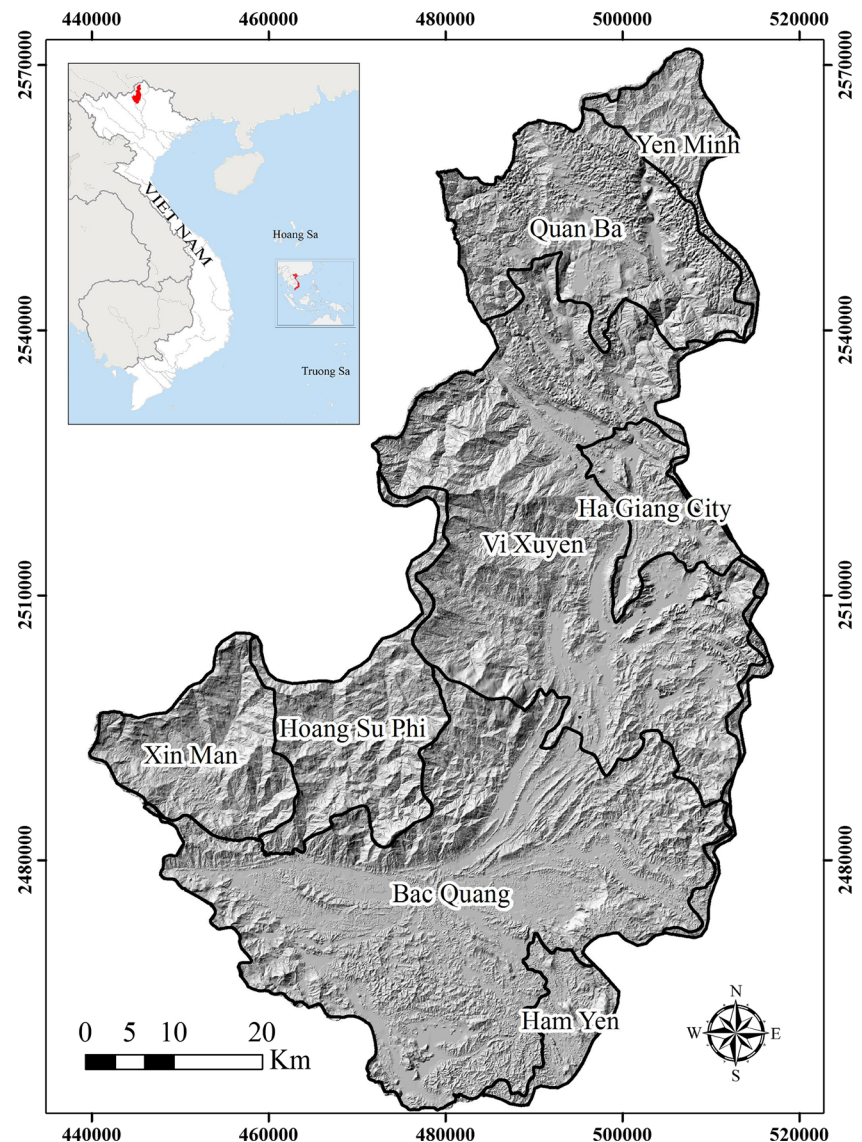 440000 460000 480000 500000 520000
2570000 2570000
2540000 2540000
2510000 2510000
2480000 2480000
VIET NAM
Hoang Sa
Truong Sa
Yen Minh
Quan Ba
Ha Giang City
Vi Xuyen
Hoang Su Phi
Xin Man
Bac Quang
Ham Yen
0 5 10 20
Km
N
W E
S
440000 460000 480000 500000 520000